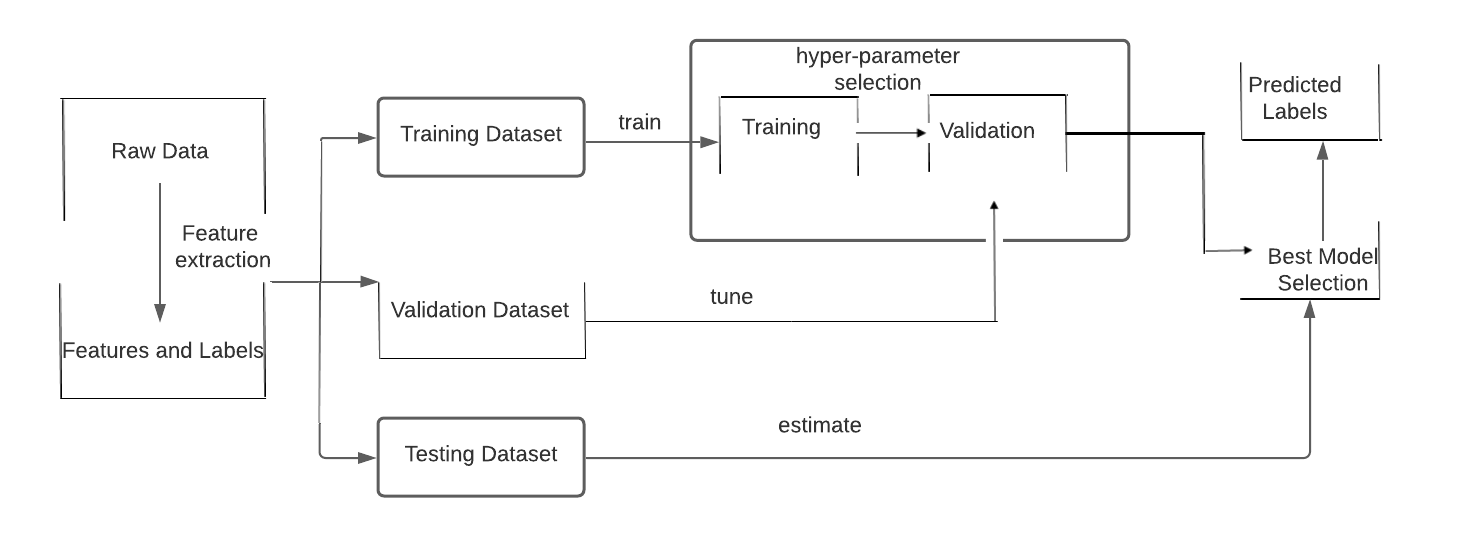 hyper-parameter
selection
Predicted
Labels
Training Dataset
train
Training
Validation
Raw Data
Feature
extraction
Best Model
Selection
Validation Dataset
tune
Features and Labels
estimate
Testing Dataset